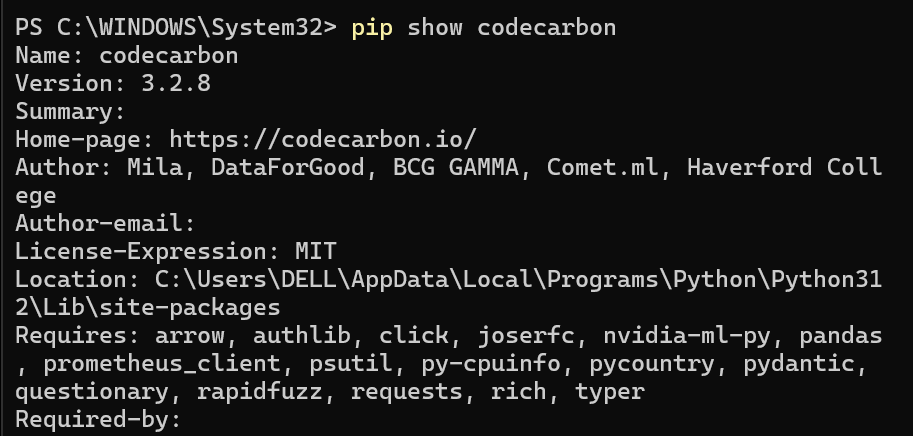 PS C:\WINDOWS\System32> pip show codecarbon
Name: codecarbon
Version: 3.2.8
Summary:
Home-page: https://codecarbon.io/
Author: Mila, DataForGood, BCG GAMMA, Comet.ml, Haverford Coll
ege
Author-email:
License-Expression: MIT
Location: C:\Users\DELL\AppData\Local\Programs\Python\Python31
2\Lib\site-packages
Requires: arrow, authlib, click, joserfc, nvidia-ml-py, pandas
, prometheus_client, psutil, py-cpuinfo, pycountry, pydantic,
questionary, rapidfuzz, requests, rich, typer
Required-by: